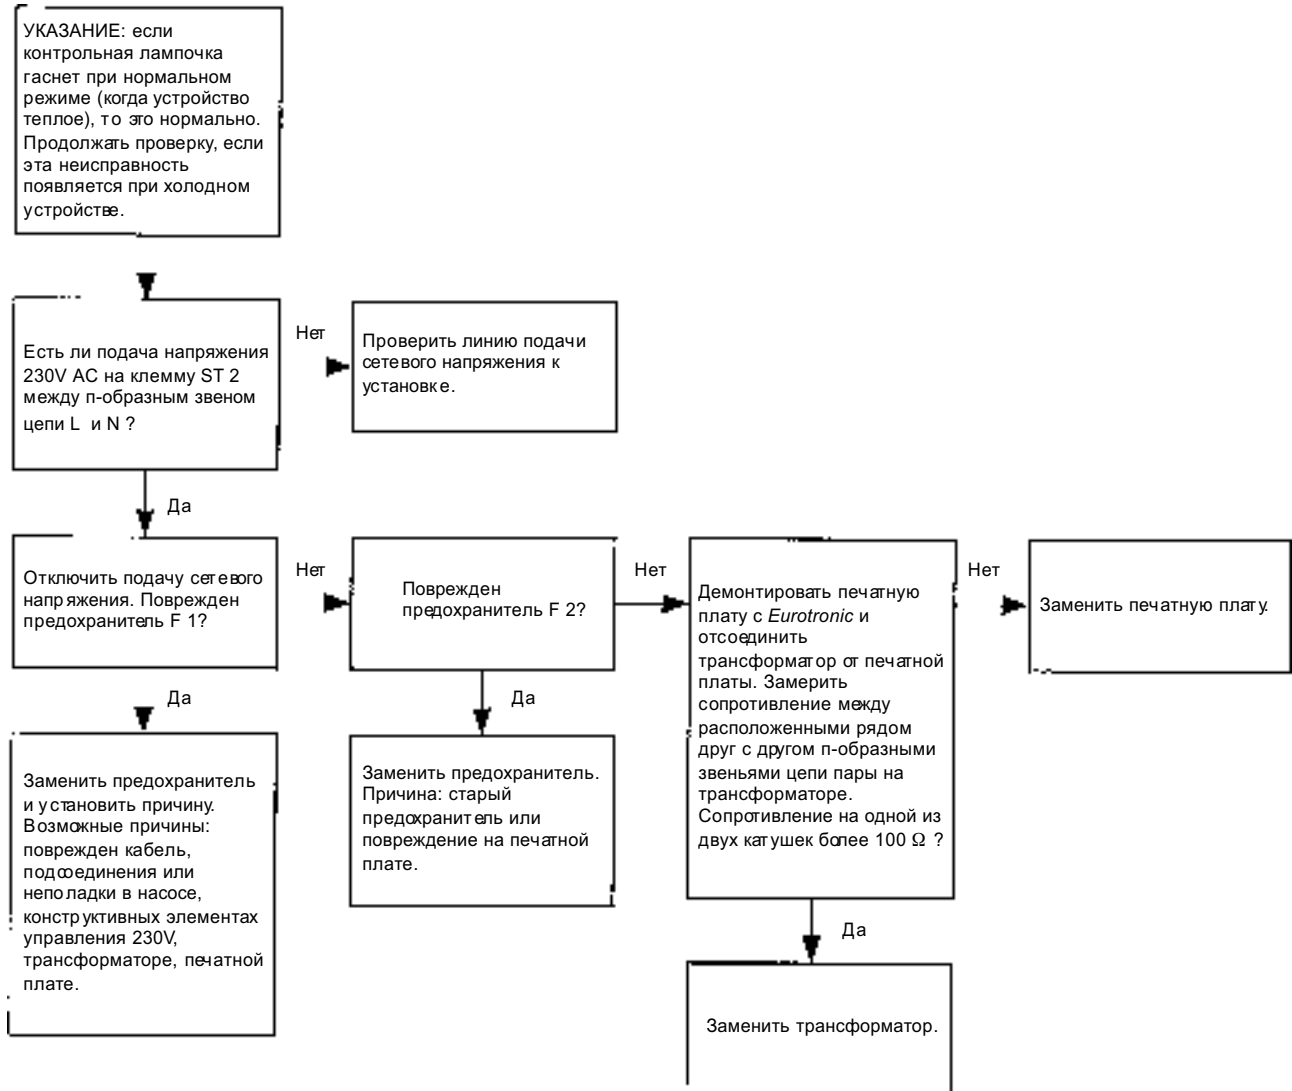 УКАЗАНИЕ: если
контрольная лампочка
гаснет при нормальном
режиме (когда устройство
теплое), то это нормально.
Продолжать проверку, если
эта неисправность
появляется при холодном
устройстве.
Есть ли подача напряжения
230V AC на клемму ST 2
между п-образным звеном
цепи L и N ?
Нет
Проверить линию подачи
сетевого напряжения к
установке.
Да
Отключить подачу сетевого
напряжения. Поврежден
предохранитель F 1?
Нет
Поврежден
предохранитель F 2?
Нет
Демонтировать печатную
плату с Eurotronic и
отсоединить
трансформатор от печатной
платы. Замерить
сопротивление между
расположенными рядом
друг с другом п-образными
звеньями цепи пары на
трансформаторе.
Сопротивление на одной из
двух катушек более 100 Ω ?
Нет
Заменить печатную плату.
Да
Заменить предохранитель
и установить причину.
Возможные причины:
поврежден кабель,
подсоединения или
неполадки в насосе,
конструктивных элементах
управления 230V,
трансформаторе, печатной
плате.
Да
Заменить предохранитель.
Причина: старый
предохранитель или
повреждение на печатной
плате.
Да
Заменить трансформатор.